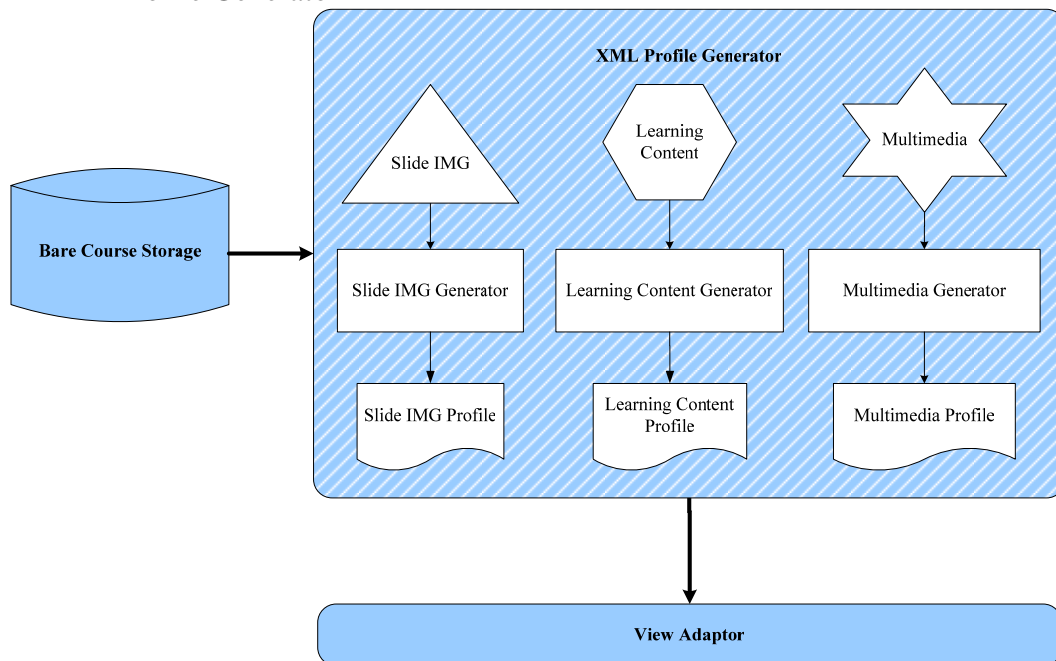 XML Profile Generator
Slide IMG
Learning
Content
Multimedia
Bare Course Storage
Slide IMG Generator
Learning Content Generator
Multimedia Generator
Slide IMG Profile
Learning Content
Profile
Multimedia Profile
View Adaptor